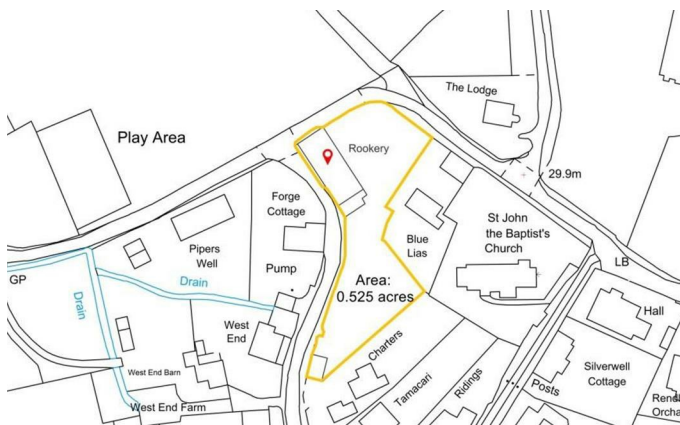 The Lodge
Play Area
Rookery
29.9m
Forge
Cottage
St John
the Baptist's
Church
Pipers
Well
Blue
Lias
LB
GP
Pump
Drain
Drain
Area:
0.525 acres
Hall
West
End
Charters
Silverwell
Cottage
West End Barn
Tamacari
Ridings
Posts
West End Farm